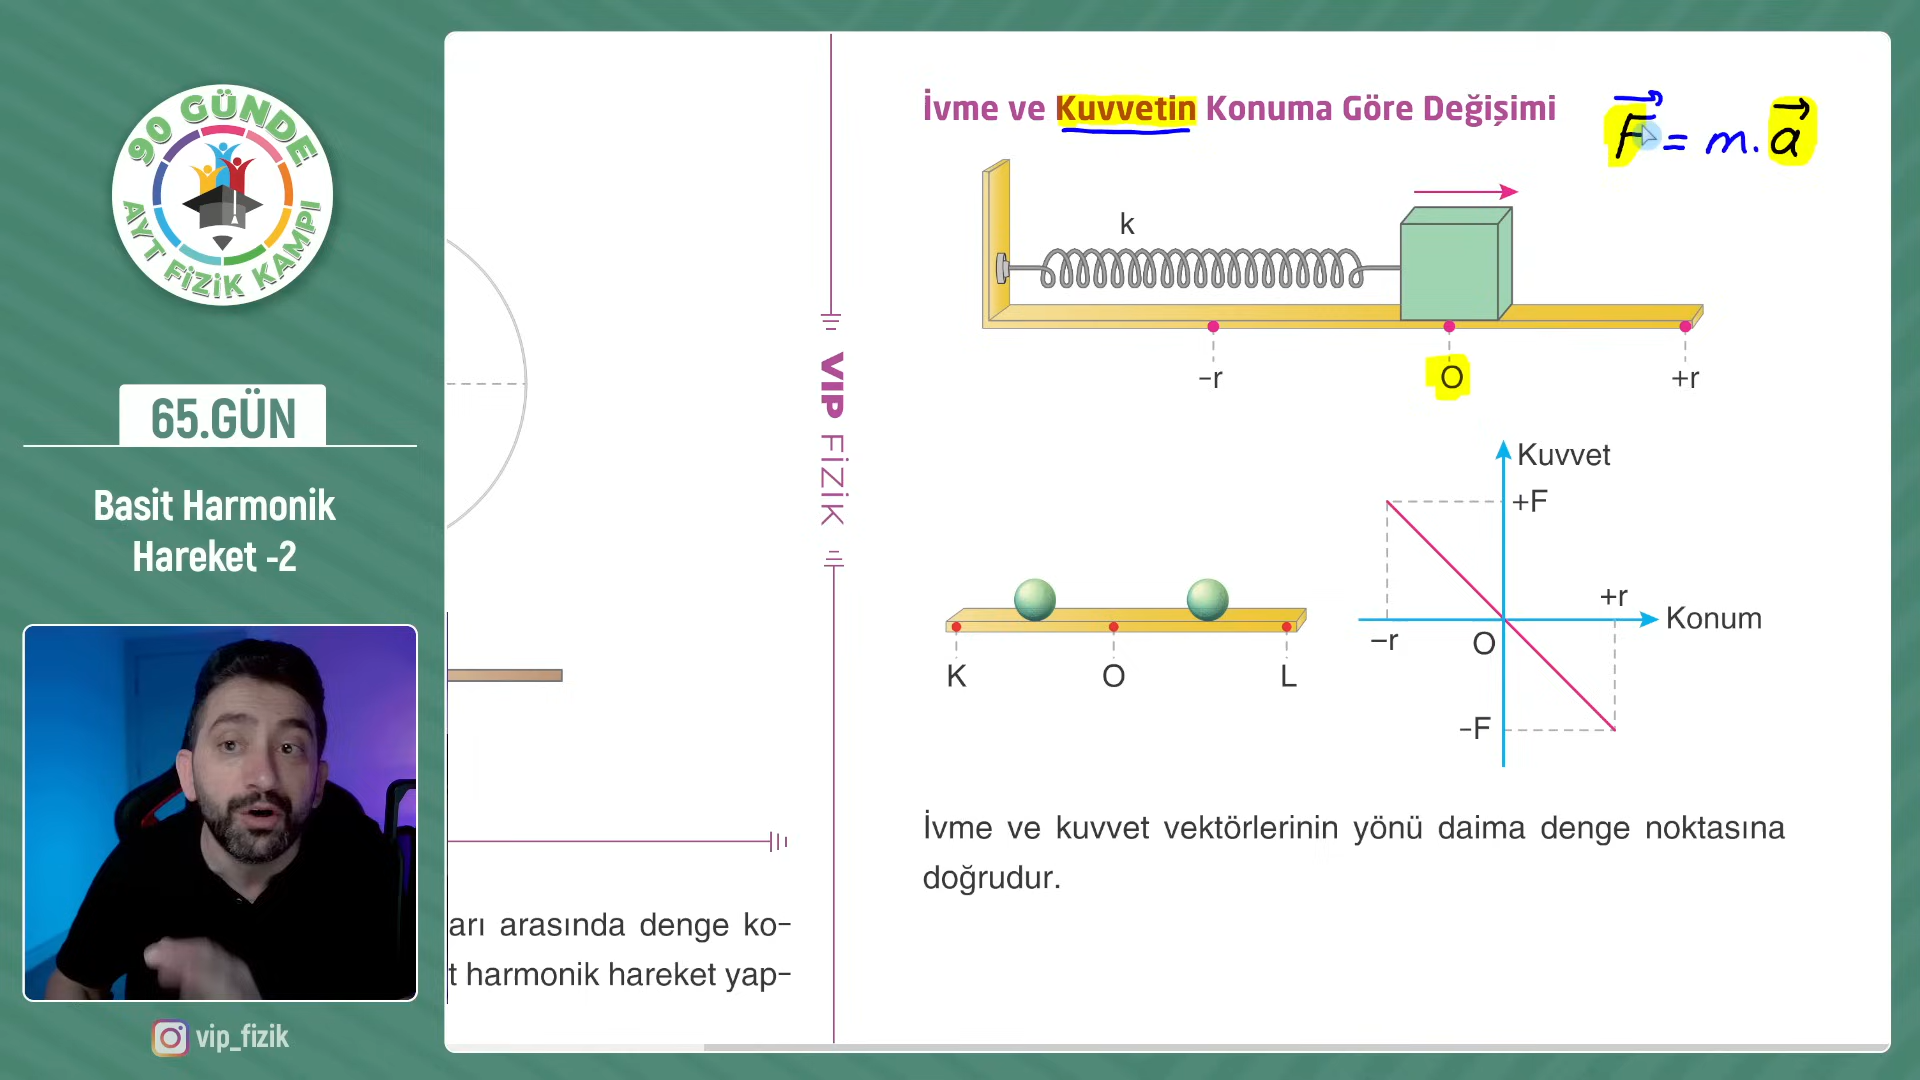 90 GÜNDE
AYT FİZİK KAMPI
65.GÜN
Basit Harmonik
Hareket -2
vip_fizik
arı arasında denge ko-
t harmonik hareket yap-
VIP FİZİK
İvme ve Kuvvetin Konuma Göre Değişimi
F = m. a
k
-r
O
+r
K
O
L
Kuvvet
+F
+r
Konum
-r
O
-F
İvme ve kuvvet vektörlerinin yönü daima denge noktasına
doğrudur.